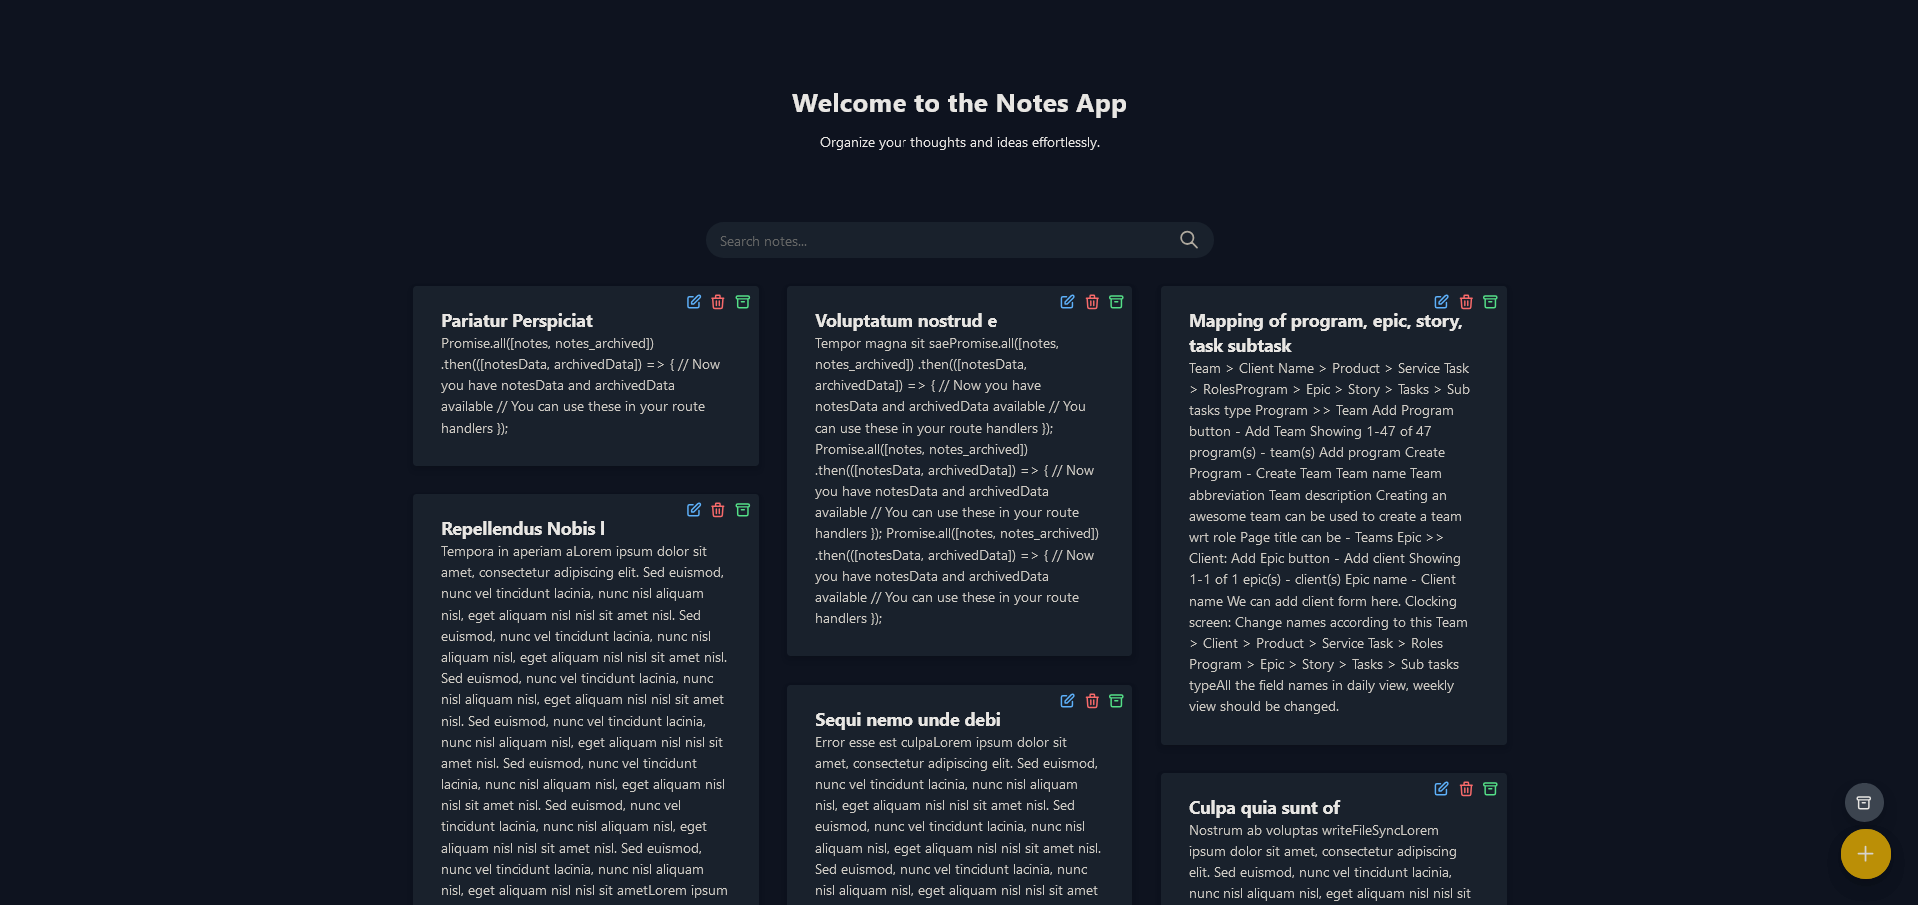 Welcome to the Notes App
Organize your thoughts and ideas effortlessly.
Search notes...
Pariatur Perspiciat
Promise.all([notes, notes_archived])
.then(([notesData, archivedData]) => { // Now
you have notesData and archivedData
available // You can use these in your route
handlers });
Repellendus Nobis l
Tempora in aperiam aLorem ipsum dolor sit
amet, consectetur adipiscing elit. Sed euismod,
nunc vel tincidunt lacinia, nunc nisl aliquam
nisl, eget aliquam nisl nisl sit amet nisl. Sed
euismod, nunc vel tincidunt lacinia, nunc nisl
aliquam nisl, eget aliquam nisl nisl sit amet nisl.
Sed euismod, nunc vel tincidunt lacinia, nunc
nisl aliquam nisl, eget aliquam nisl nisl sit amet
nisl. Sed euismod, nunc vel tincidunt lacinia,
nunc nisl aliquam nisl, eget aliquam nisl nisl sit
amet nisl. Sed euismod, nunc vel tincidunt
lacinia, nunc nisl aliquam nisl, eget aliquam nisl
nisl sit amet nisl. Sed euismod, nunc vel
tincidunt lacinia, nunc nisl aliquam nisl, eget
aliquam nisl nisl sit amet nisl. Sed euismod,
nunc vel tincidunt lacinia, nunc nisl aliquam
nisl, eget aliquam nisl nisl sit ametLorem ipsum
Voluptatum nostrud e
Tempor magna sit saePromise.all([notes,
notes_archived]) .then(([notesData,
archivedData]) => { // Now you have
notesData and archivedData available // You
can use these in your route handlers });
Promise.all([notes, notes_archived])
.then(([notesData, archivedData]) => { // Now
you have notesData and archivedData
available // You can use these in your route
handlers }); Promise.all([notes, notes_archived])
.then(([notesData, archivedData]) => { // Now
you have notesData and archivedData
available // You can use these in your route
handlers });
Sequi nemo unde debi
Error esse est culpaLorem ipsum dolor sit
amet, consectetur adipiscing elit. Sed euismod,
nunc vel tincidunt lacinia, nunc nisl aliquam
nisl, eget aliquam nisl nisl sit amet nisl. Sed
euismod, nunc vel tincidunt lacinia, nunc nisl
aliquam nisl, eget aliquam nisl nisl sit amet nisl.
Sed euismod, nunc vel tincidunt lacinia, nunc
nisl aliquam nisl, eget aliquam nisl nisl sit amet
Mapping of program, epic, story,
task subtask
Team > Client Name > Product > Service Task
> RolesProgram > Epic > Story > Tasks > Sub
tasks type Program >> Team Add Program
button - Add Team Showing 1-47 of 47
program(s) - team(s) Add program Create
Program - Create Team Team name Team
abbreviation Team description Creating an
awesome team can be used to create a team
wrt role Page title can be - Teams Epic >>
Client: Add Epic button - Add client Showing
1-1 of 1 epic(s) - client(s) Epic name - Client
name We can add client form here. Clocking
screen: Change names according to this Team
> Client > Product > Service Task > Roles
Program > Epic > Story > Tasks > Sub tasks
typeAll the field names in daily view, weekly
view should be changed.
Culpa quia sunt of
Nostrum ab voluptas writeFileSyncLorem
ipsum dolor sit amet, consectetur adipiscing
elit. Sed euismod, nunc vel tincidunt lacinia,
nunc nisl aliquam nisl, eget aliquam nisl nisl sit